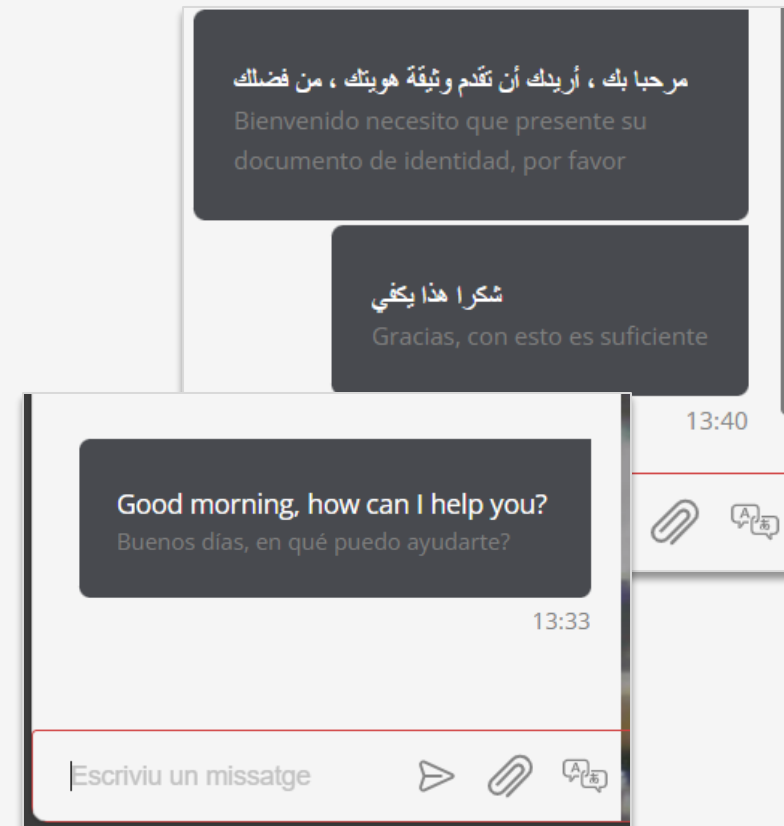 مرحبا بك ، أريدك أن تقدم وثيقة هويتك ، من فضلك
Bienvenido necesito que presente su
documento de identidad, por favor
شكرا هذا يكفي
Gracias, con esto es suficiente
13:40
Good morning, how can I help you?
Buenos días, en qué puedo ayudarte?
13:33
Escriviu un missatge